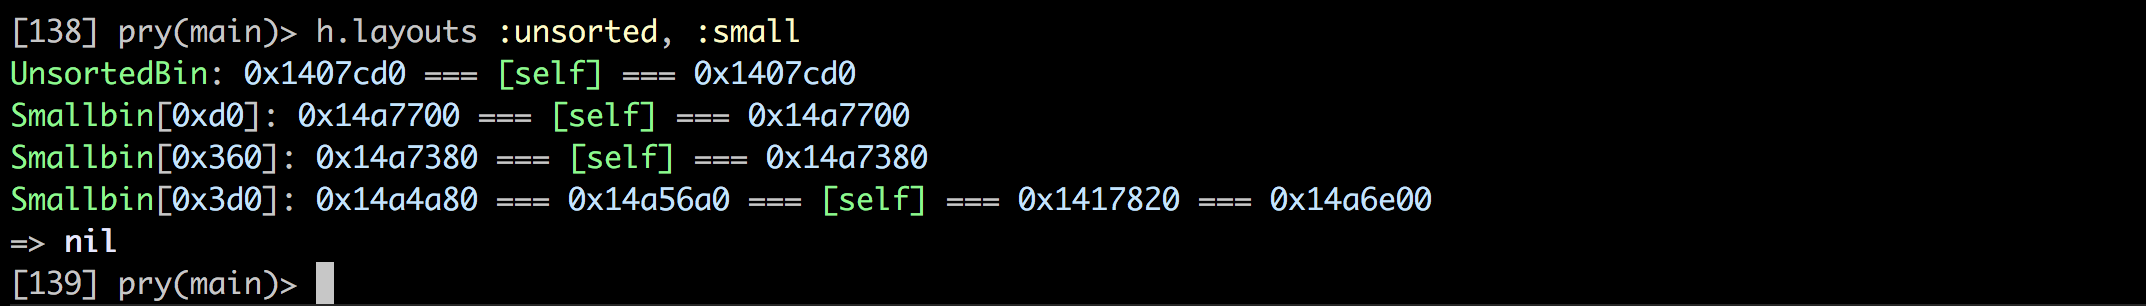 [138] pry(main)> h.layouts :unsorted, :small
UnsortedBin: 0x1407cd0 === [self] === 0x1407cd0
Smallbin[0xd0]: 0x14a7700 === [self] === 0x14a7700
Smallbin[0x360]: 0x14a7380 === [self] === 0x14a7380
Smallbin[0x3d0]: 0x14a4a80 === 0x14a56a0 === [self] === 0x1417820 === 0x14a6e00
=> nil
[139] pry(main)>